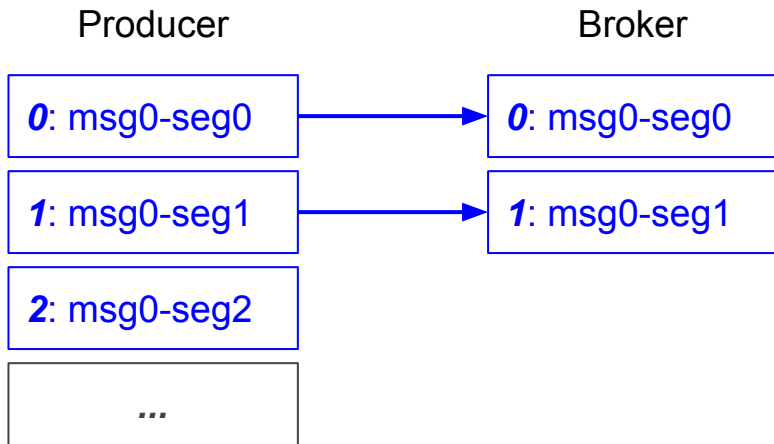 Producer
Broker
0: msg0-seg0
0: msg0-seg0
1: msg0-seg1
1: msg0-seg1
2: msg0-seg2
...